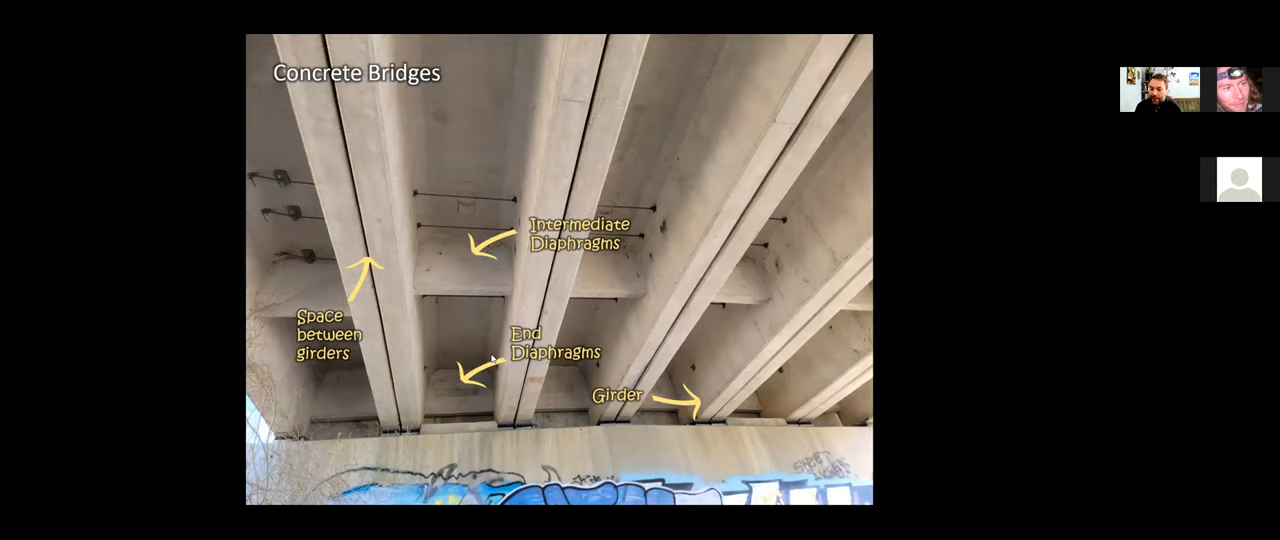 Concrete Bridges
Intermediate
Diaphragms
Space
between
girders
End
Diaphragms
Girder